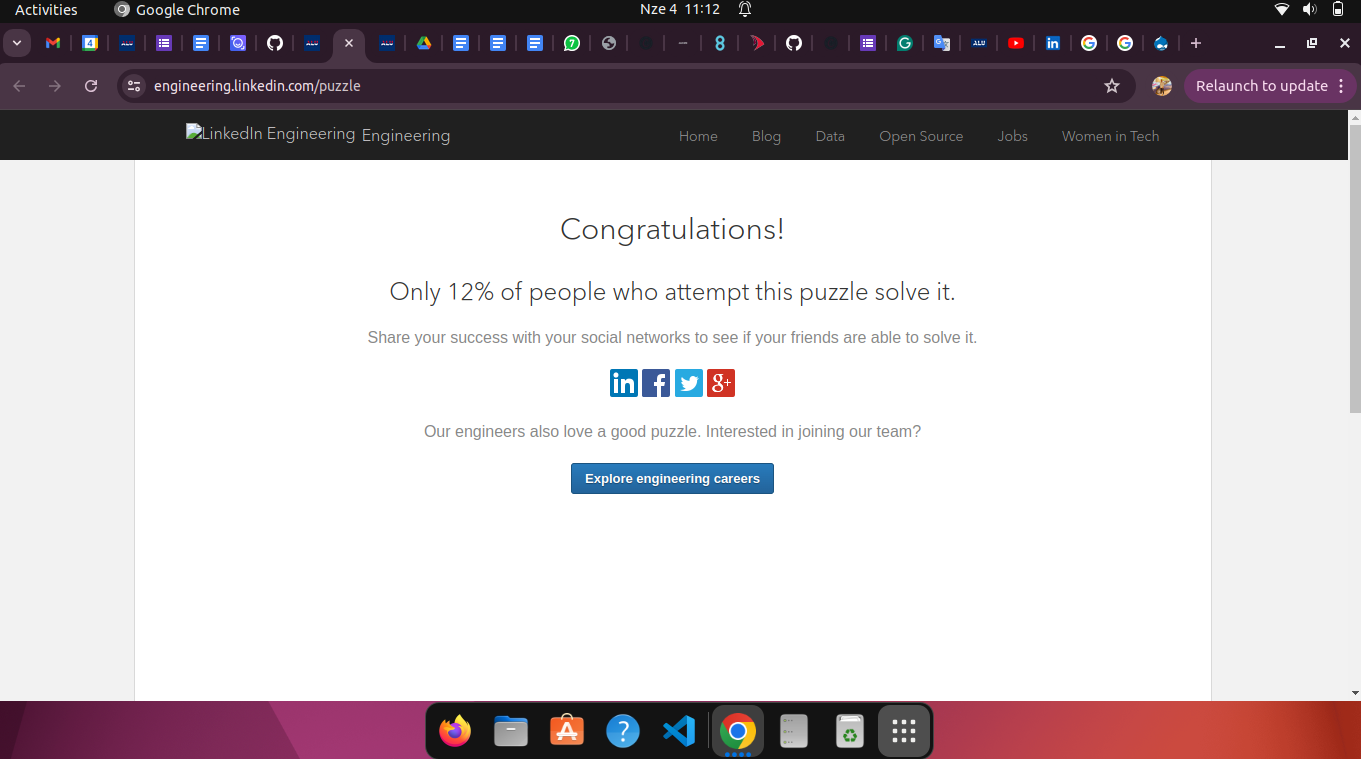 Activities Google Chrome Nze 4 11:12
engineering.linkedin.com/puzzle Relaunch to update
LinkedIn Engineering Engineering Home Blog Data Open Source Jobs Women in Tech
Congratulations!
Only 12% of people who attempt this puzzle solve it.
Share your success with your social networks to see if your friends are able to solve it.
in f g+
Our engineers also love a good puzzle. Interested in joining our team?
Explore engineering careers